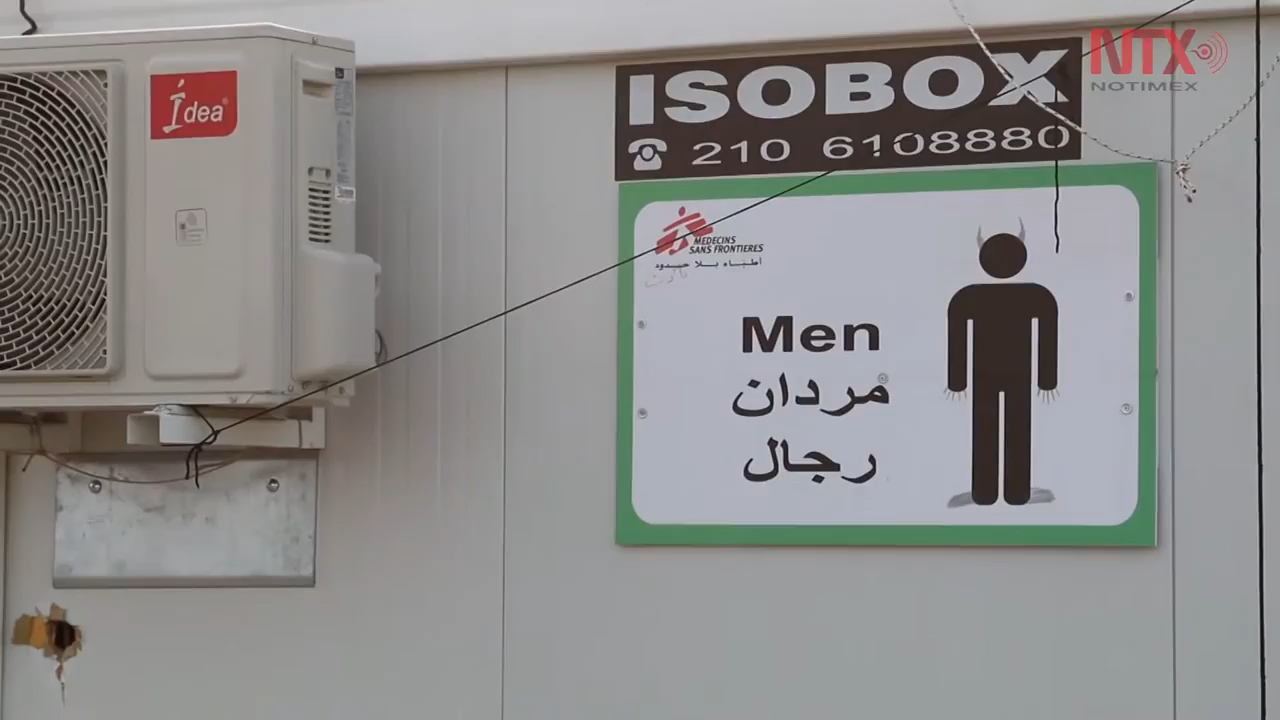 idea
ISOBOX
210 6108880
NTX
NOTIMEX
MEDECINS
SANS FRONTIERES
أطباء بلا حدود
Men
مردان
رجال